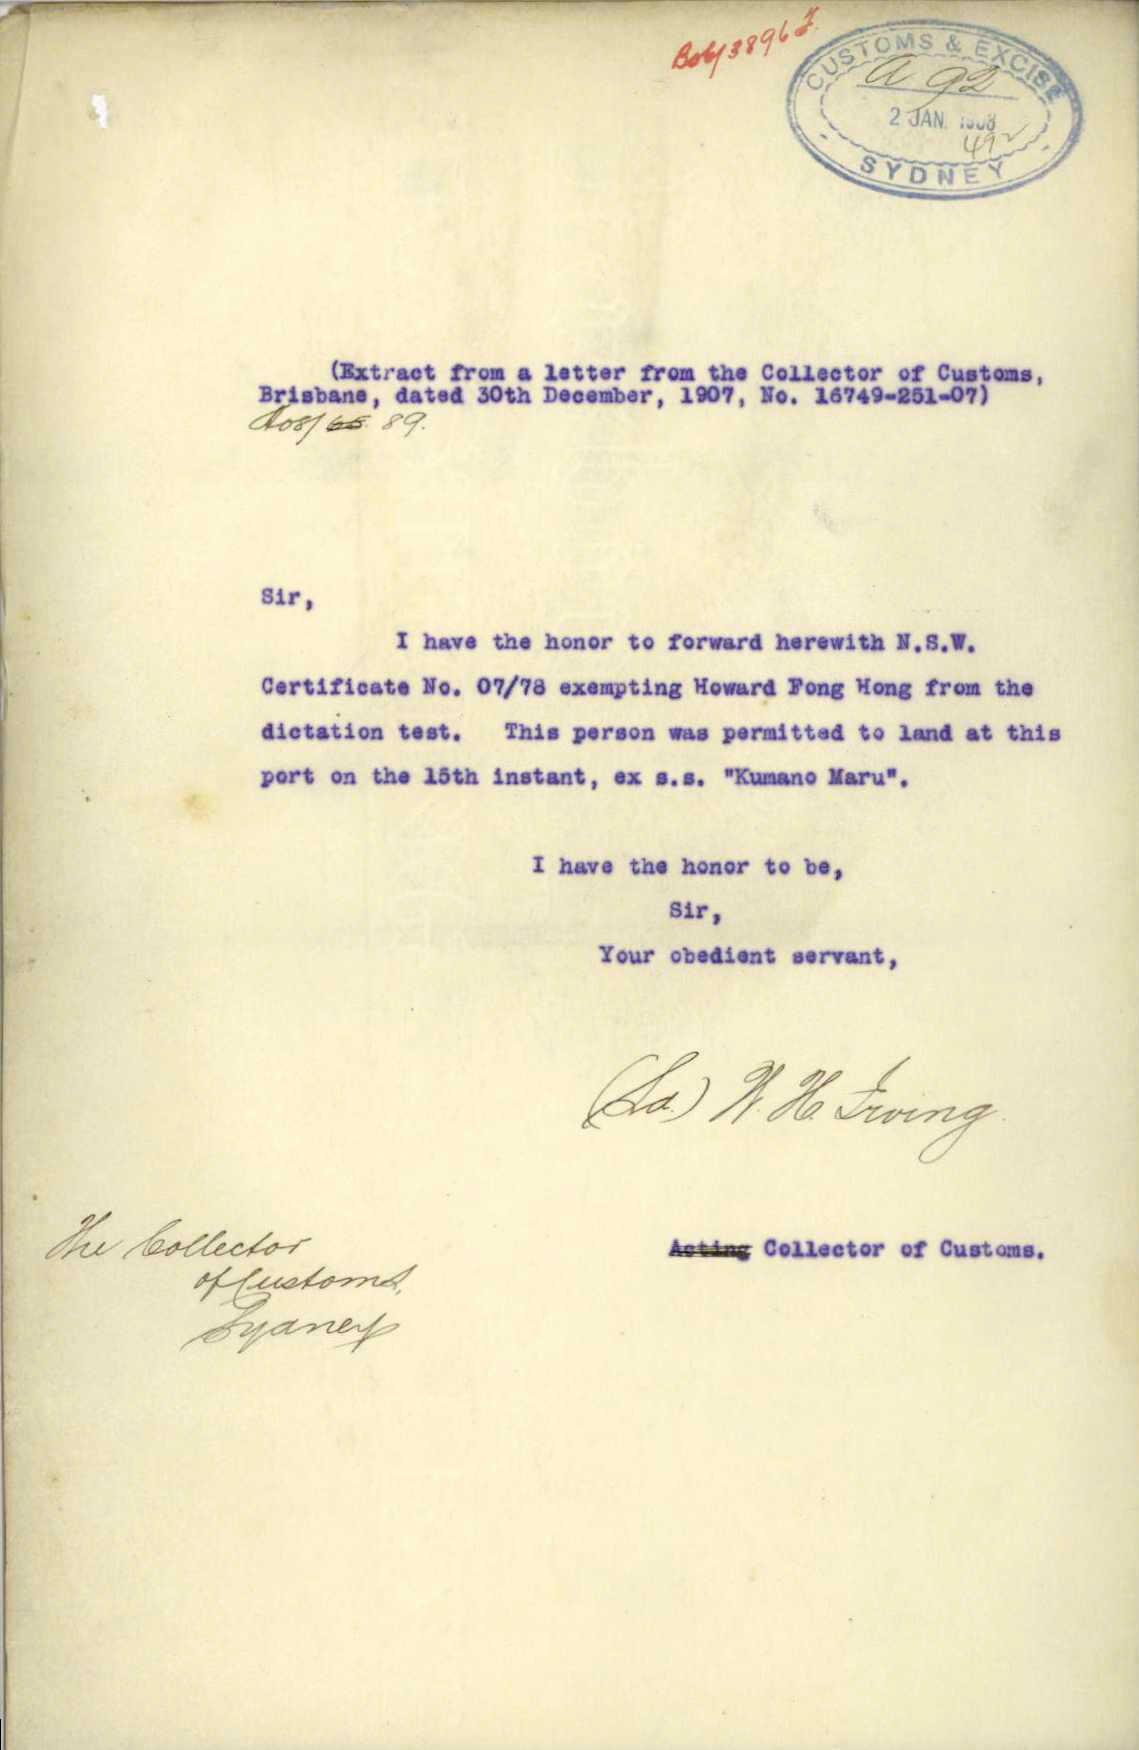 B06/3896 F.
CUSTOMS & EXCISE
A 92
2 JAN. 1908
SYDNEY
(Extract from a letter from the Collector of Customs,
Brisbane, dated 30th December, 1907, No. 16749-251-07)
A08/ 65 89.
Sir,
I have the honor to forward herewith N.S.W.
Certificate No. 07/78 exempting Howard Fong Hong from the
dictation test. This person was permitted to land at this
port on the 15th instant, ex s.s. "Kumano Maru".
I have the honor to be,
Sir,
Your obedient servant,
(Sd.) W. H. Irving.
Acting Collector of Customs.
The Collector
of Customs,
Sydney